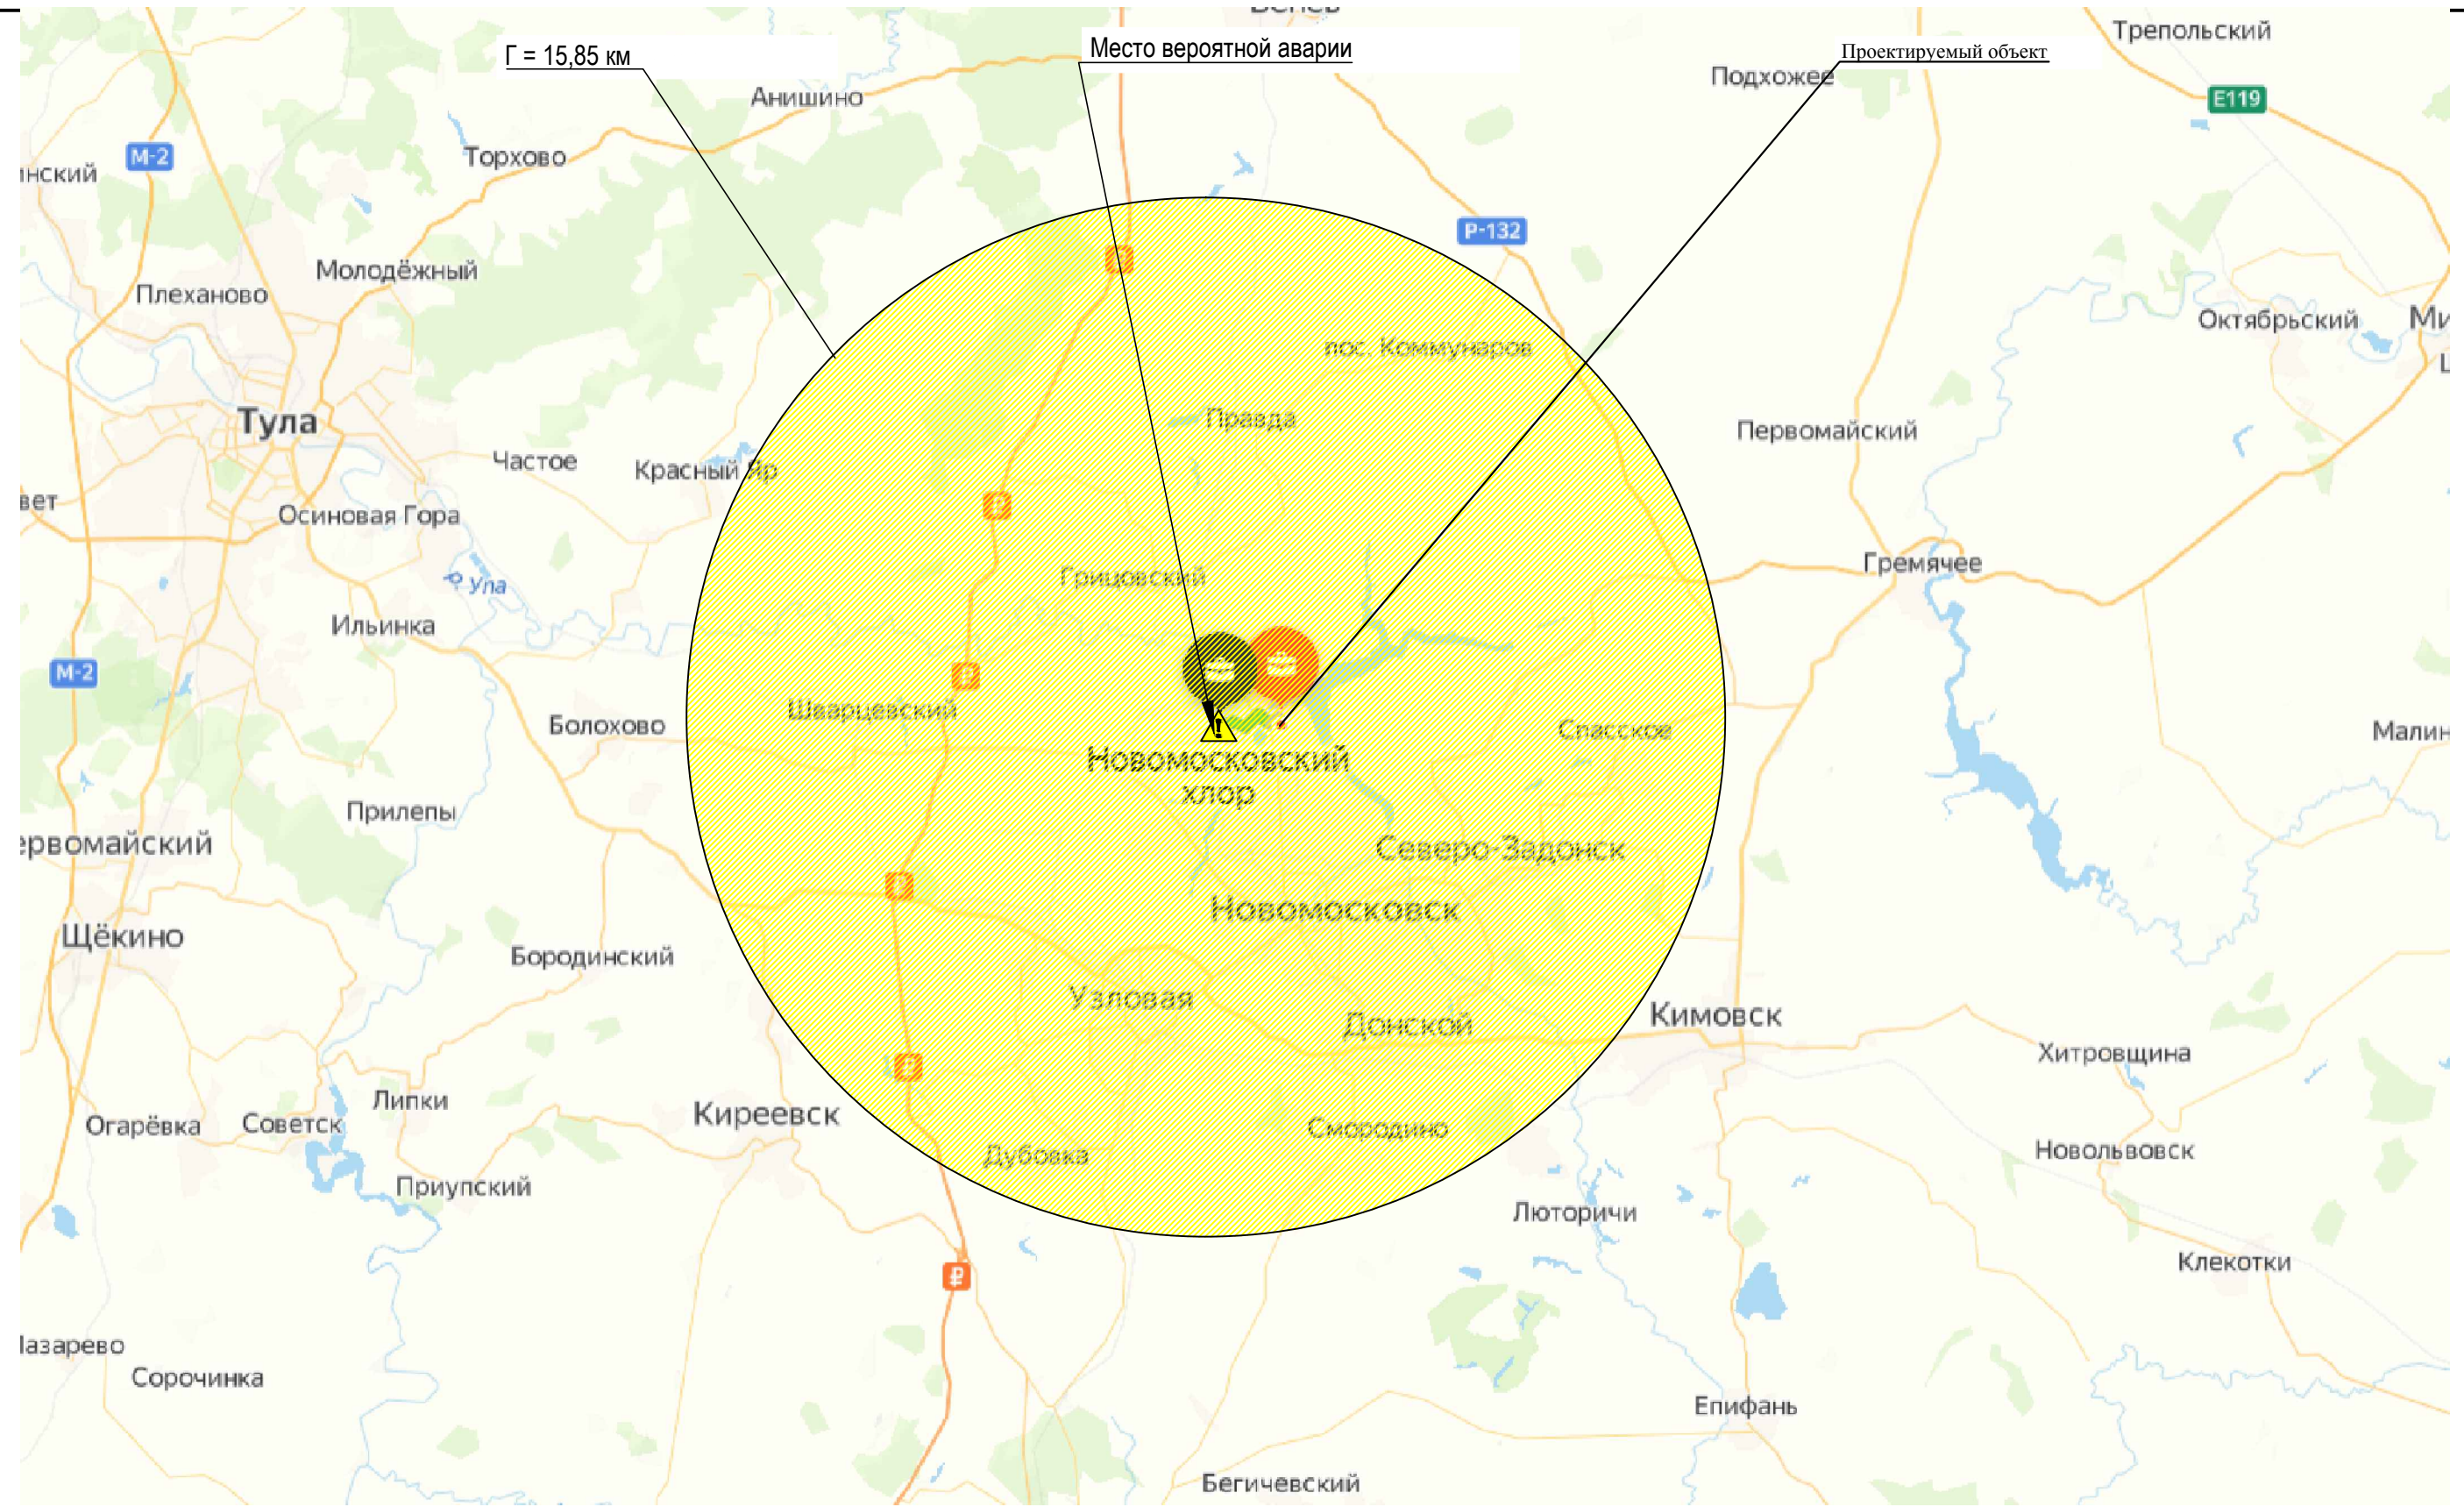 Г = 15,85 км
Место вероятной аварии
Проектируемый объект
Трепольский
Подхожее
Анишино
E119
М-2
Торхово
Р-132
Молодёжный
Плеханово
Октябрьский
пос. Коммунаров
Тула
Правда
Первомайский
Частое
Красный Яр
Осиновая Гора
Гремячее
Грицовский
р Упа
Ильинка
М-2
Шварцевский
Болохово
Спасское
Новомосковский
хлор
Прилепы
Северо-Задонск
Новомосковск
Щёкино
Бородинский
Узловая
Донской
Кимовск
Хитровщина
Липки
Киреевск
Огарёвка
Советск
Смородино
Дубовка
Новольвовск
Приупский
Люторичи
Клекотки
₽
Сорочинка
Епифань
Бегичевский